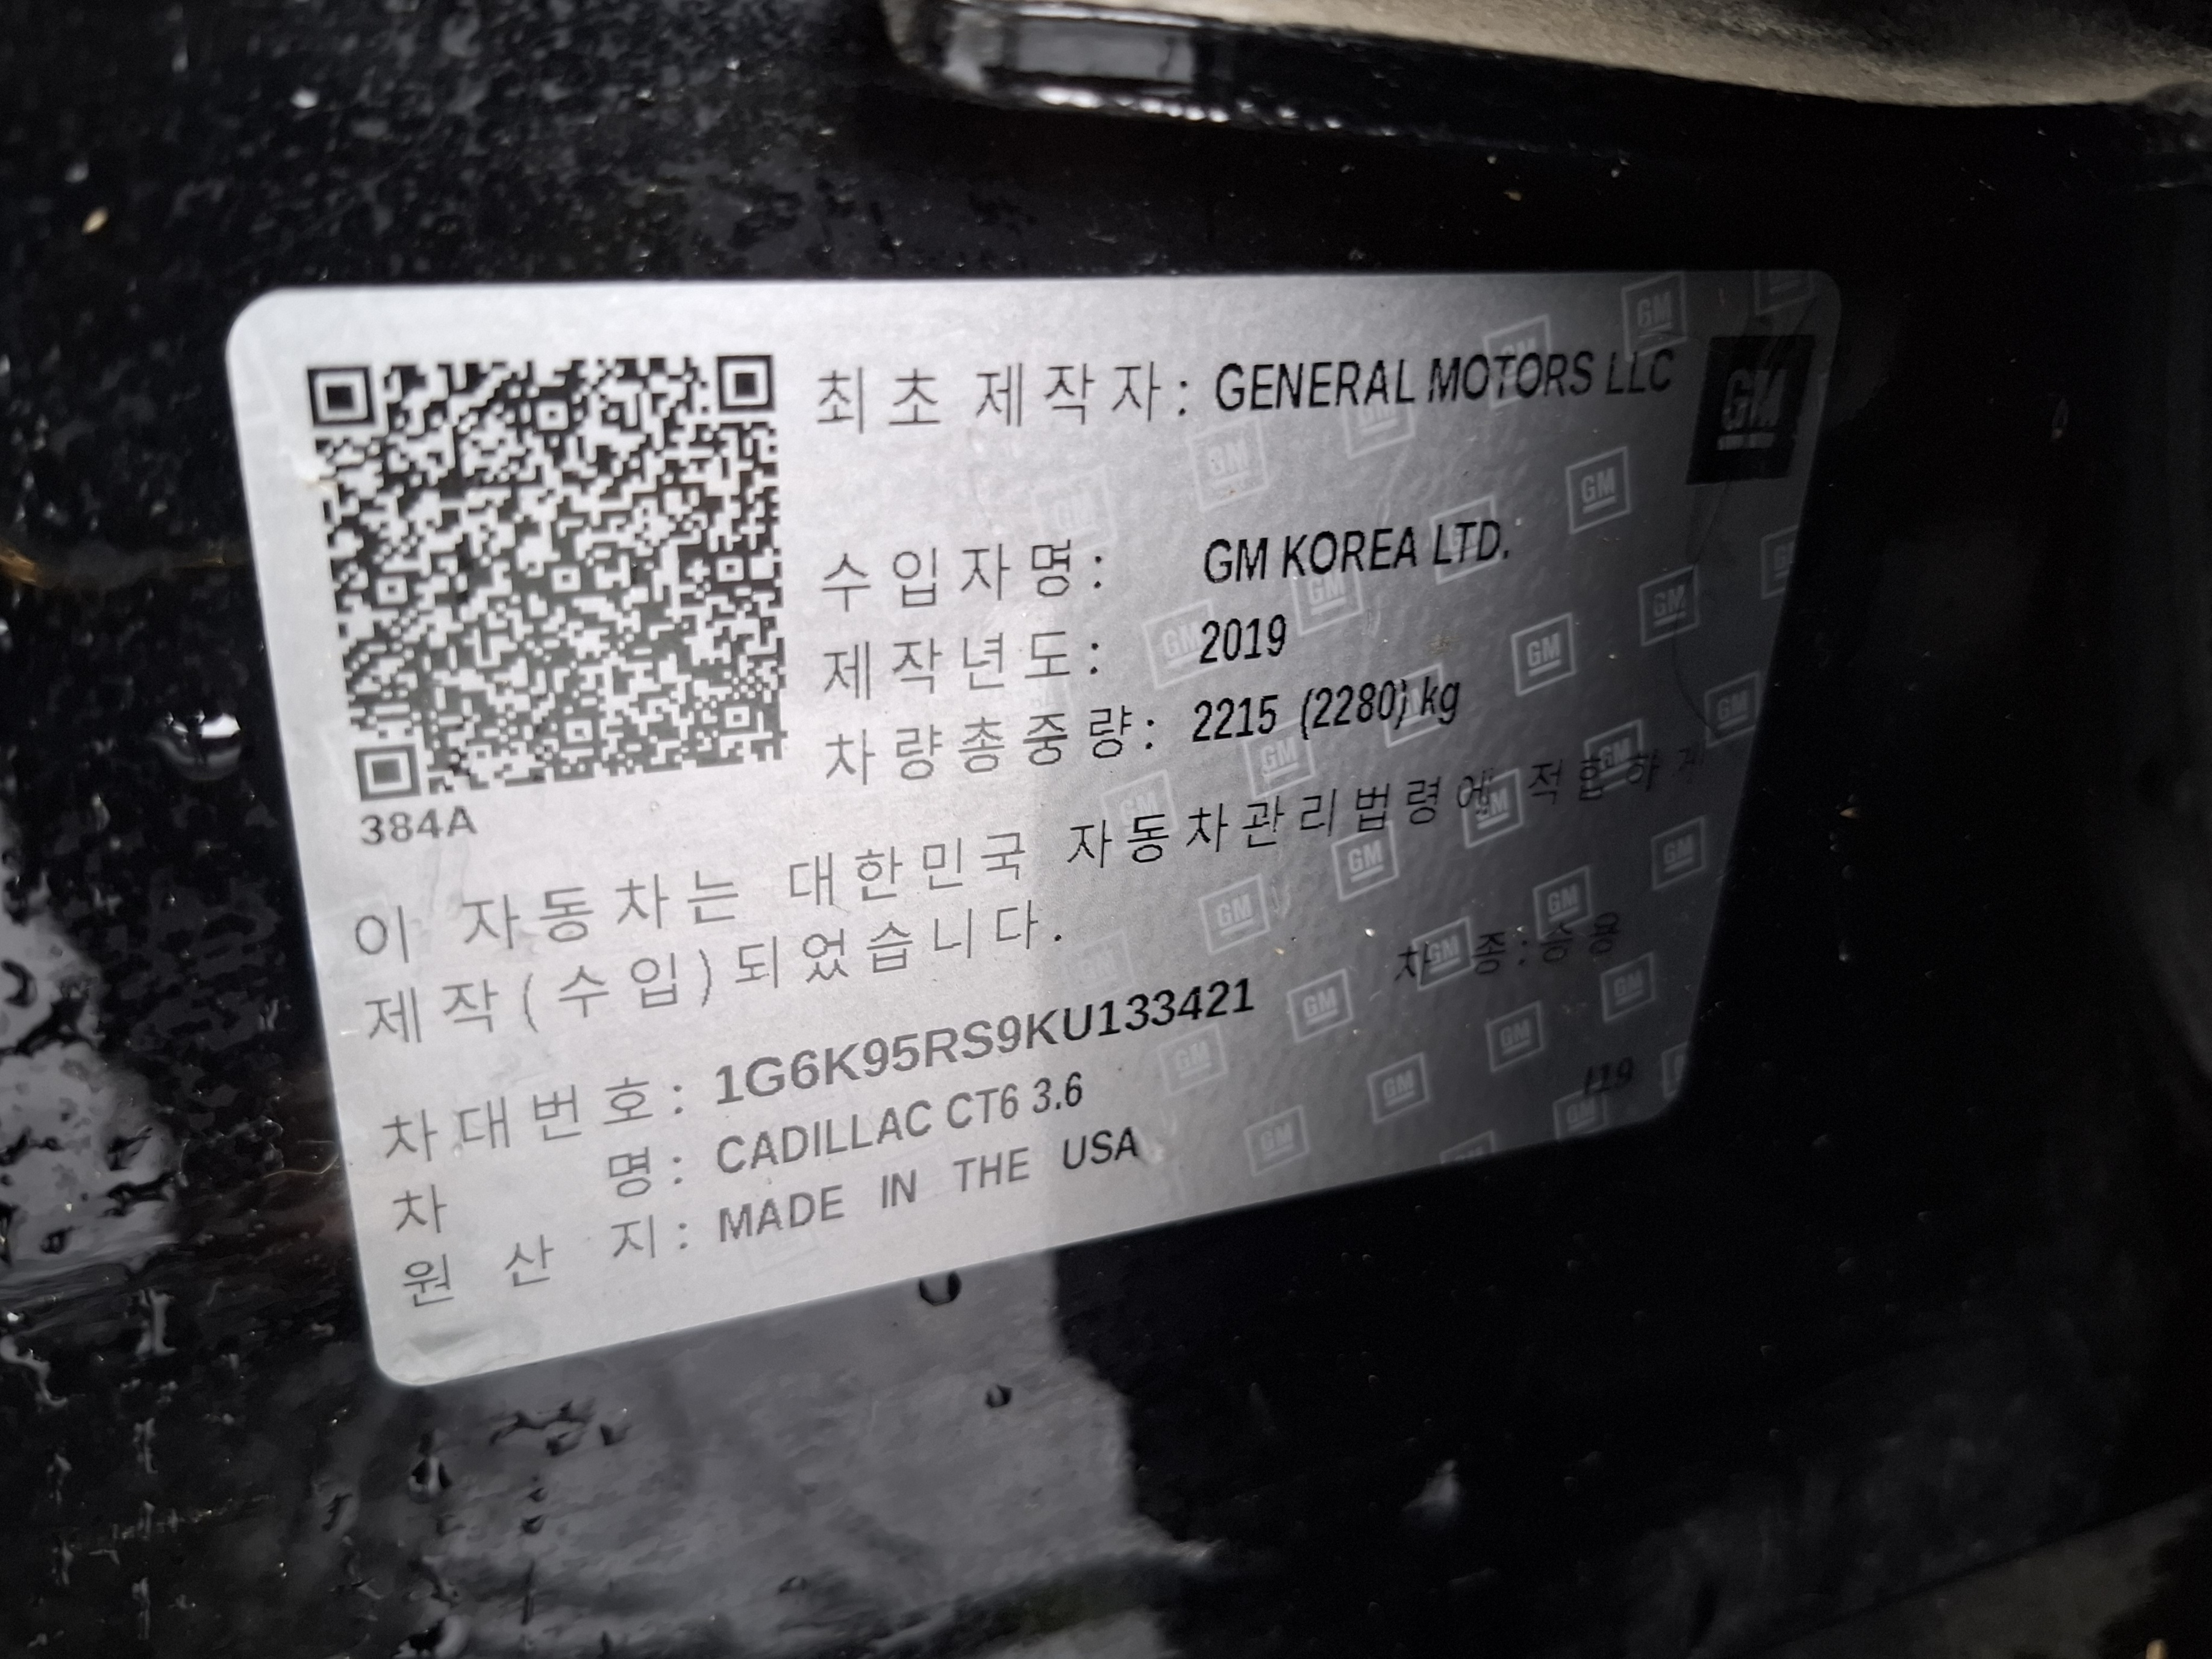 최초 제작자: GENERAL MOTORS LLC
GM
수입자명: GM KOREA LTD.
제작년도: 2019
차량총중량: 2215 (2280) kg
384A
이 자동차는 대한민국 자동차관리법령에 적합하게
제작(수입)되었습니다.
차대번호: 1G6K95RS9KU133421 차 종:승용
차 명: CADILLAC CT6 3.6
원 산 지: MADE IN THE USA
119